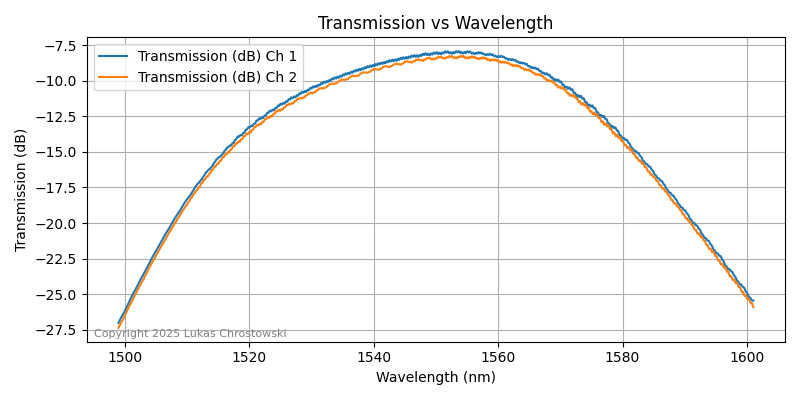 Transmission vs Wavelength
Transmission (dB)
−7.5
−10.0
−12.5
−15.0
−17.5
−20.0
−22.5
−25.0
−27.5
Transmission (dB) Ch 1
Transmission (dB) Ch 2
Copyright 2025 Lukas Chrostowski
1500 1520 1540 1560 1580 1600
Wavelength (nm)